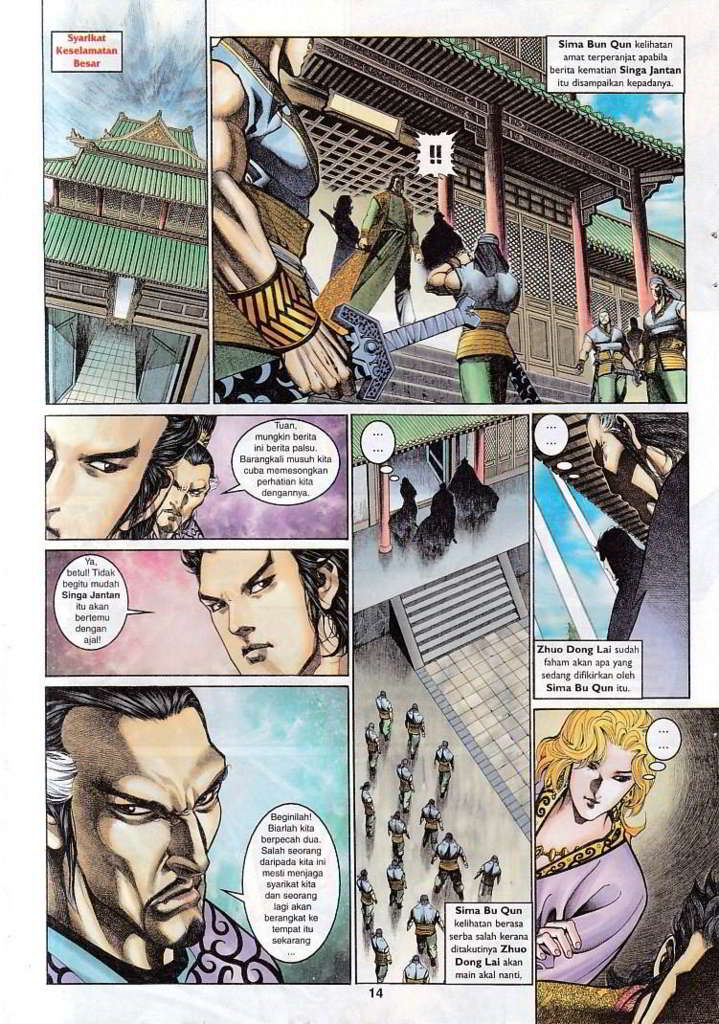 Syarikat
Keselamatan
Besar
Sima Bun Qun kelihatan
amat terperanjat apabila
berita kematian Singa Jantan
itu disampaikan kepadanya.
!!
Tuan,
mungkin berita
ini berita palsu.
Barangkali musuh kita
cuba memesongkan
perhatian kita
dengannya.
Ya,
betul! Tidak
begitu mudah
Singa Jantan
itu akan
bertemu
dengan
ajal!
...
...
...
...
Zhuo Dong Lai sudah
faham akan apa yang
sedang difikirkan oleh
Sima Bu Qun itu.
Beginilah!
Biarlah kita
berpecah dua.
Salah seorang
daripada kita ini
mesti menjaga
syarikat kita
dan seorang
lagi akan
berangkat ke
tempat itu
sekarang
...
Sima Bu Qun
kelihatan berasa
serba salah kerana
ditakutinya Zhuo
Dong Lai akan
main akal nanti,
...
...
14